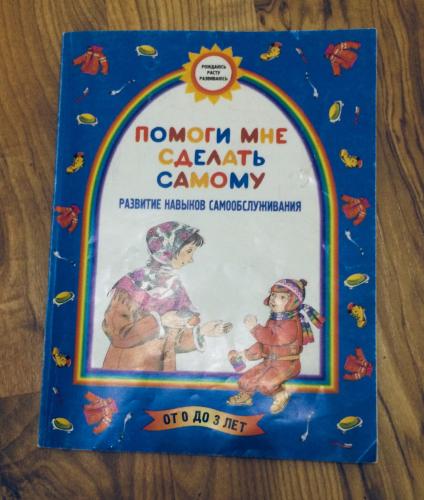 РОЖДАЮСЬ
РАСТУ
РАЗВИВАЮСЬ
ПОМОГИ МНЕ
СДЕЛАТЬ
САМОМУ
РАЗВИТИЕ НАВЫКОВ САМООБСЛУЖИВАНИЯ
ОТ 0 ДО 3 ЛЕТ